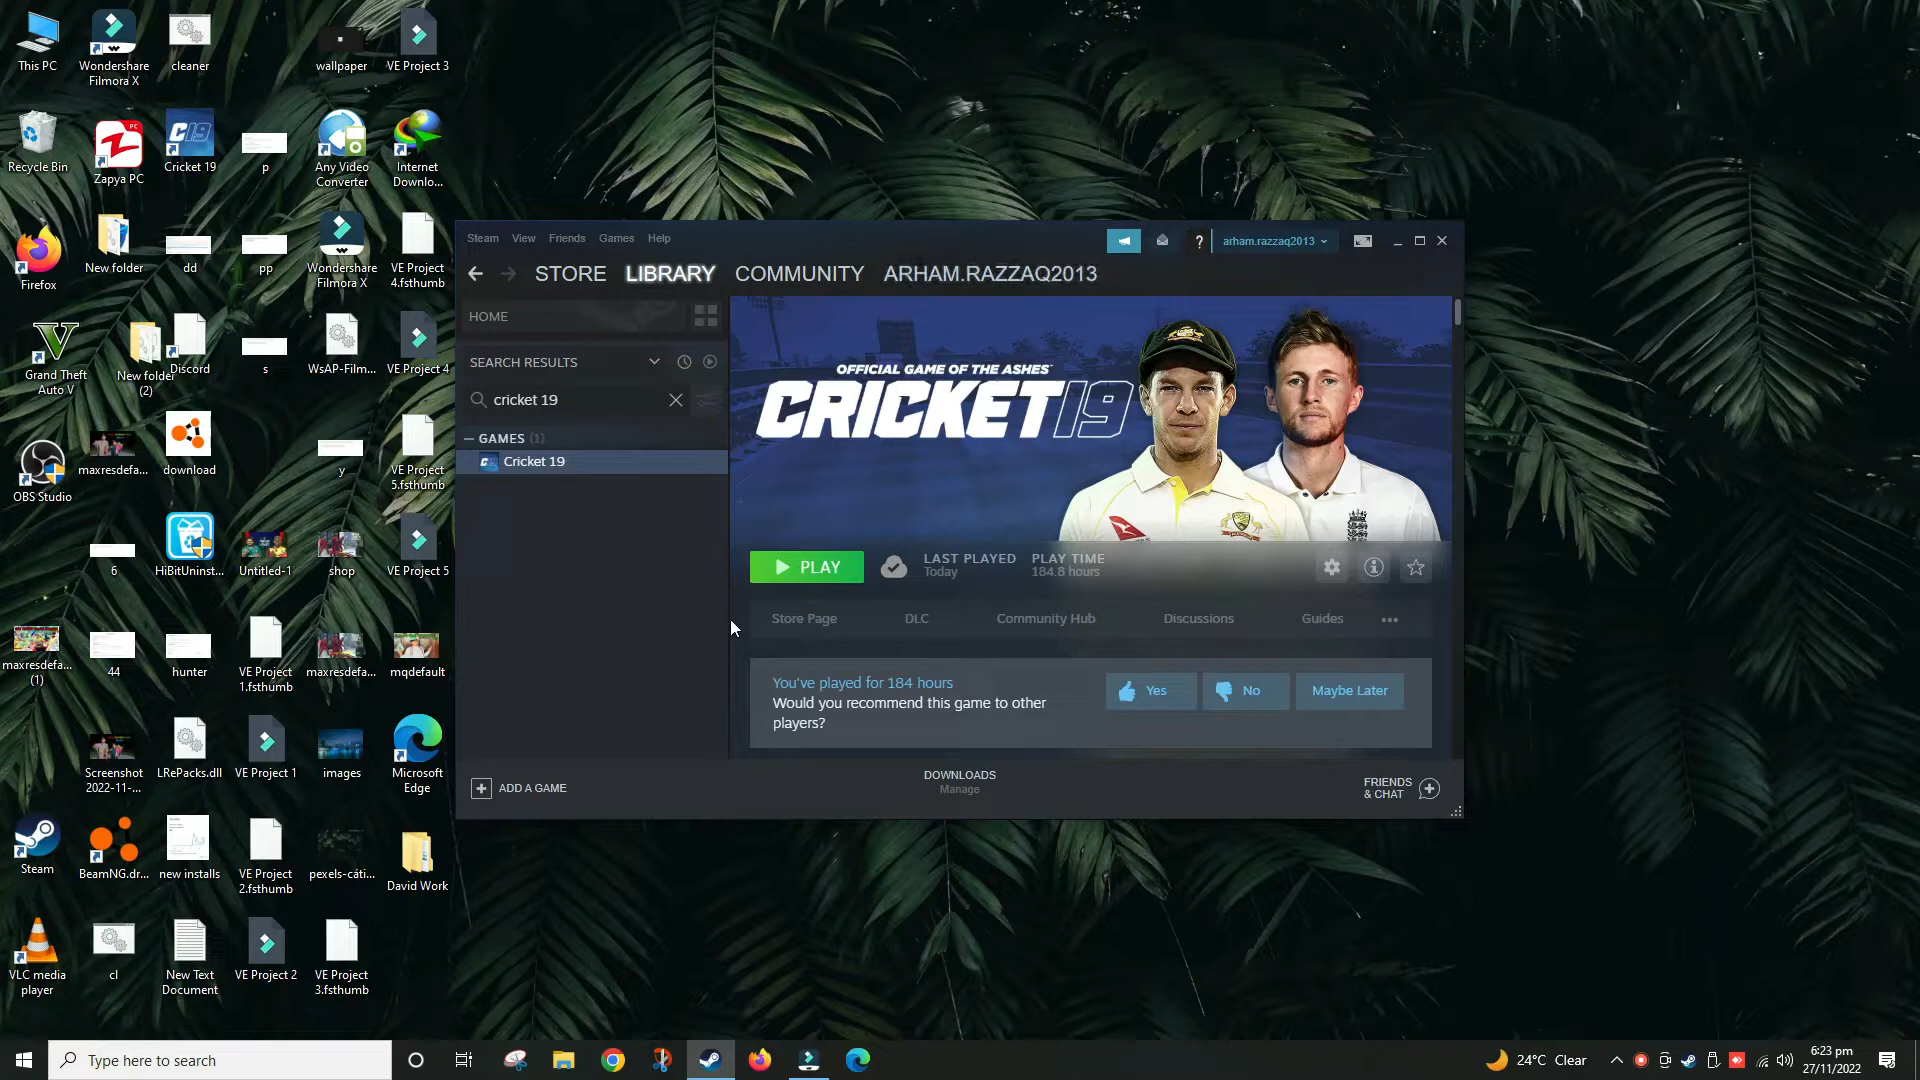 This PC
Wondershare
Filmora X
cleaner
wallpaper
VE Project 3
Recycle Bin
Zapya PC
Cricket 19
p
Any Video
Converter
Internet
Downlo...
Firefox
New folder
dd
pp
Wondershare
Filmora X
VE Project
4.fsthumb
Grand Theft
Auto V
New folder
(2)
Discord
s
WsAP-Film...
VE Project 4
OBS Studio
maxresdefa...
download
y
VE Project
5.fsthumb
6
HiBitUninst...
Untitled-1
shop
VE Project 5
maxresdefa...
(1)
44
hunter
VE Project
1.fsthumb
maxresdefa...
mqdefault
Screenshot
2022-11-...
LRePacks.dll
VE Project 1
images
Microsoft
Edge
Steam
BeamNG.dr...
new installs
VE Project
2.fsthumb
pexels-cáti...
David Work
VLC media
player
cl
New Text
Document
VE Project 2
VE Project
3.fsthumb
Steam View Friends Games Help
? arham.razzaq2013
STORE LIBRARY COMMUNITY ARHAM.RAZZAQ2013
HOME
SEARCH RESULTS
cricket 19
GAMES (1)
Cricket 19
OFFICIAL GAME OF THE ASHES™
CRICKET19
PLAY
LAST PLAYED
Today
PLAY TIME
184.8 hours
Store Page DLC Community Hub Discussions Guides
You've played for 184 hours
Would you recommend this game to other
players?
Yes No Maybe Later
ADD A GAME
DOWNLOADS
Manage
FRIENDS
& CHAT
Type here to search
24°C Clear
6:23 pm
27/11/2022